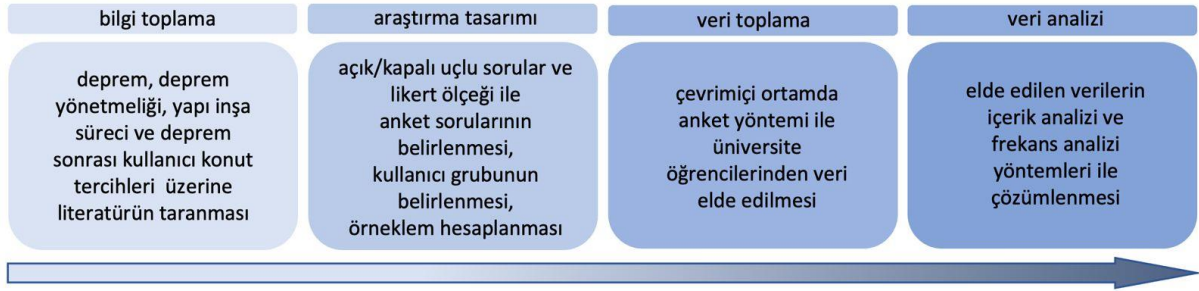 bilgi toplama
deprem, deprem
yönetmeliği, yapı inşa
süreci ve deprem
sonrası kullanıcı konut
tercihleri üzerine
literatürün taranması
araştırma tasarımı
açık/kapalı uçlu sorular ve
likert ölçeği ile
anket sorularının
belirlenmesi,
kullanıcı grubunun
belirlenmesi,
örneklem hesaplanması
veri toplama
çevrimiçi ortamda
anket yöntemi ile
üniversite
öğrencilerinden veri
elde edilmesi
veri analizi
elde edilen verilerin
içerik analizi ve
frekans analizi
yöntemleri ile
çözümlenmesi